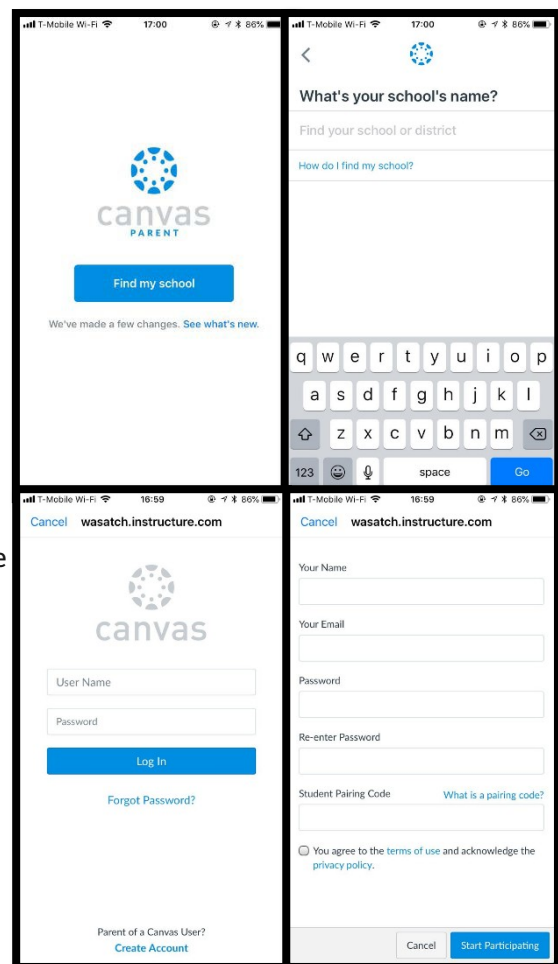 T-Mobile Wi-Fi 17:00 86%
canvas
PARENT
Find my school
We've made a few changes. See what's new.
T-Mobile Wi-Fi 17:00 86%
What's your school's name?
Find your school or district
How do I find my school?
q w e r t y u i o p
a s d f g h j k l
z x c v b n m
123 space Go
e
T-Mobile Wi-Fi 16:59 86%
Cancel wasatch.instructure.com
canvas
User Name
Password
Log In
Forgot Password?
Parent of a Canvas User?
Create Account
T-Mobile Wi-Fi 16:59 86%
Cancel wasatch.instructure.com
Your Name
Your Email
Password
Re-enter Password
Student Pairing Code What is a pairing code?
You agree to the terms of use and acknowledge the
privacy policy.
Cancel Start Participating